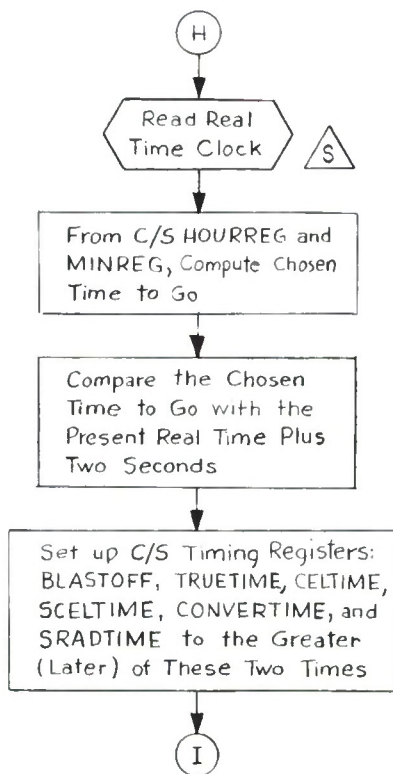 H
Read Real
Time Clock
S
From C/S HOURREG and
MINREG, Compute Chosen
Time to Go
Compare the Chosen
Time to Go with the
Present Real Time Plus
Two Seconds
Set up C/S Timing Registers:
BLASTOFF, TRUETIME, CELTIME,
SCELTIME, CONVERTIME, and
SRADTIME to the Greater
(Later) of These Two Times
I